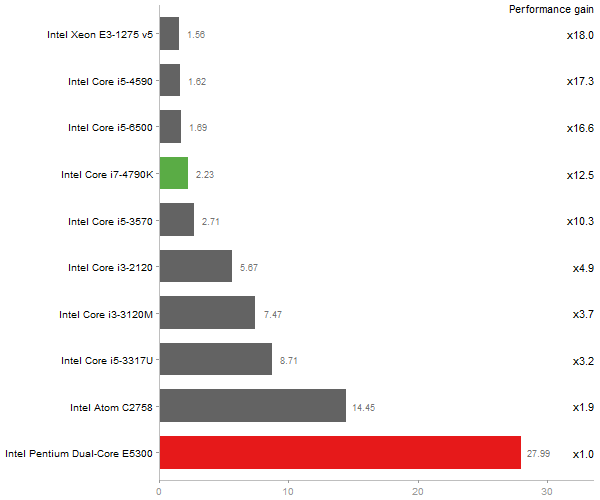 Performance gain
Intel Xeon E3-1275 v5 1.56 x18.0
Intel Core i5-4590 1.62 x17.3
Intel Core i5-6500 1.69 x16.6
Intel Core i7-4790K 2.23 x12.5
Intel Core i5-3570 2.71 x10.3
Intel Core i3-2120 5.67 x4.9
Intel Core i3-3120M 7.47 x3.7
Intel Core i5-3317U 8.71 x3.2
Intel Atom C2758 14.45 x1.9
Intel Pentium Dual-Core E5300 27.99 x1.0
0 10 20 30